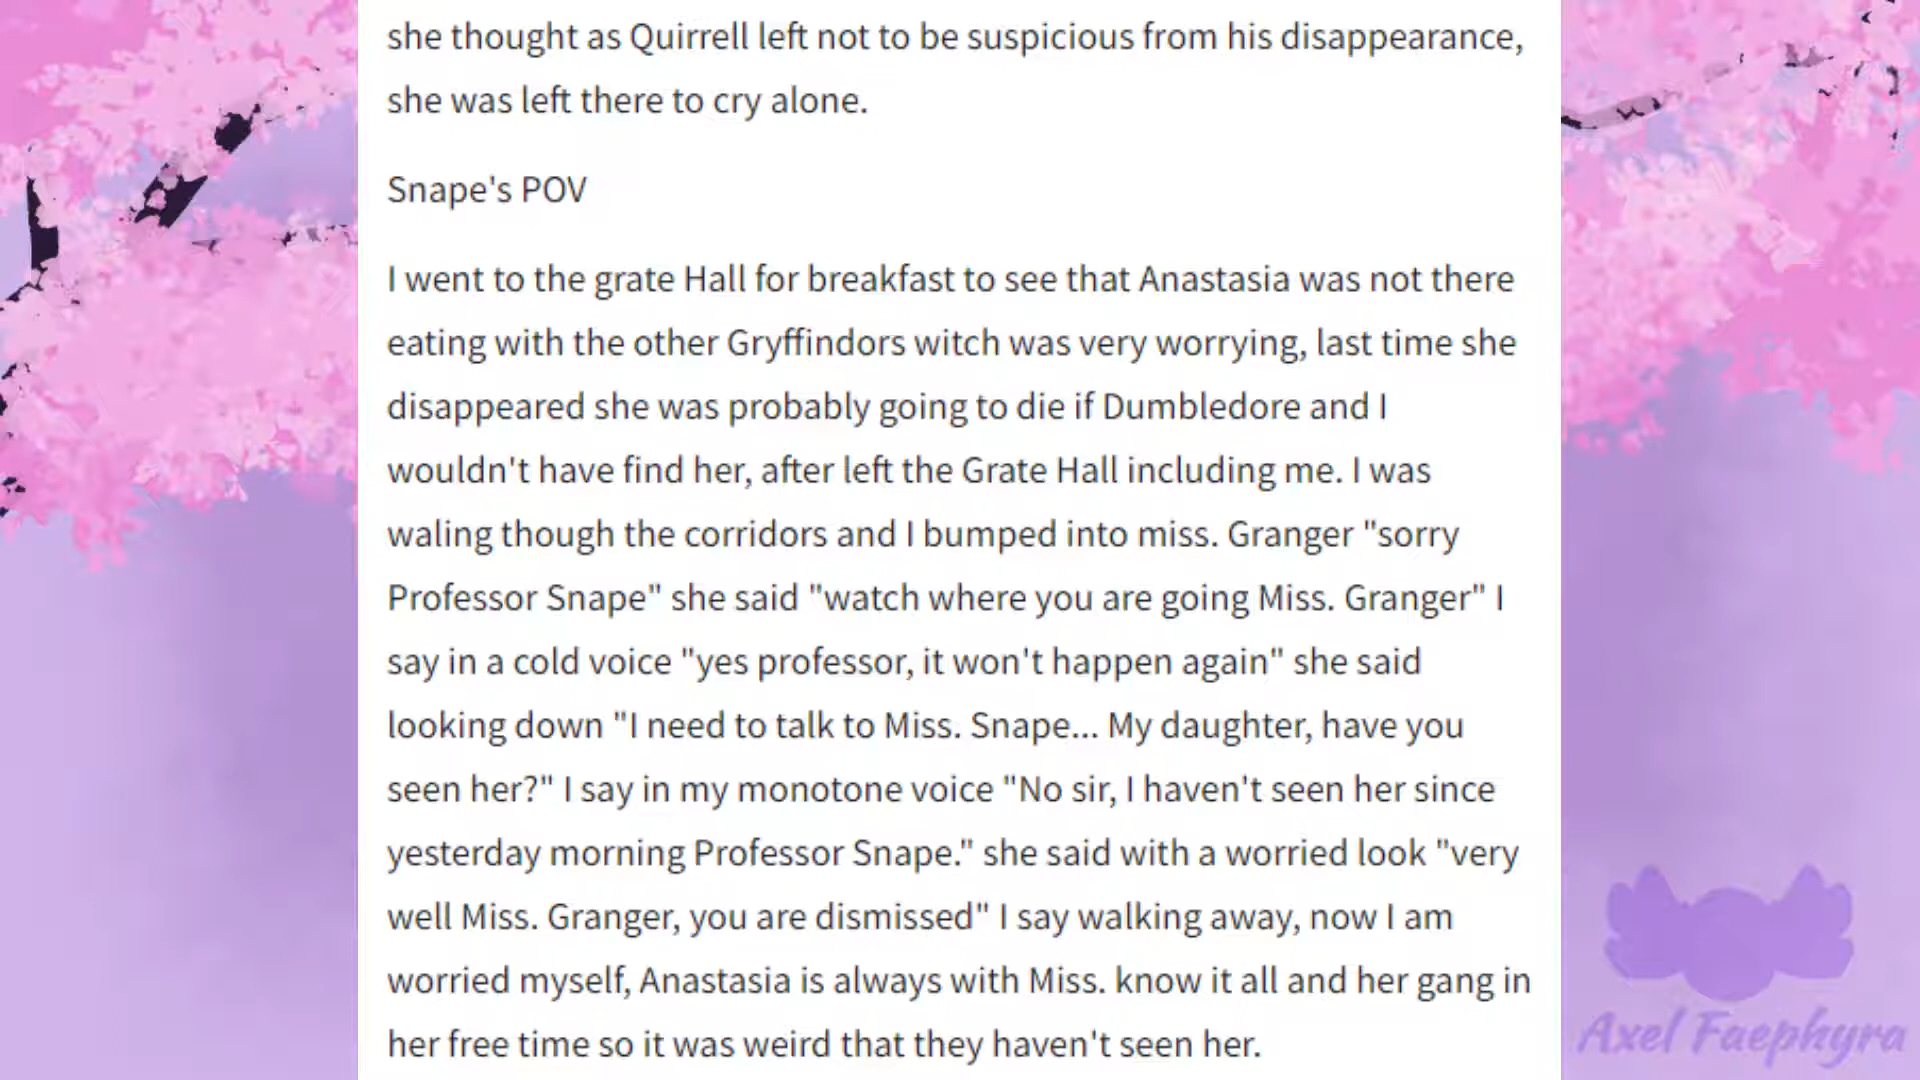 she thought as Quirrell left not to be suspicious from his disappearance,
she was left there to cry alone.
Snape's POV
I went to the grate Hall for breakfast to see that Anastasia was not there
eating with the other Gryffindors witch was very worrying, last time she
disappeared she was probably going to die if Dumbledore and I
wouldn't have find her, after left the Grate Hall including me. I was
waling though the corridors and I bumped into miss. Granger "sorry
Professor Snape" she said "watch where you are going Miss. Granger" I
say in a cold voice "yes professor, it won't happen again" she said
looking down "I need to talk to Miss. Snape... My daughter, have you
seen her?" I say in my monotone voice "No sir, I haven't seen her since
yesterday morning Professor Snape." she said with a worried look "very
well Miss. Granger, you are dismissed" I say walking away, now I am
worried myself, Anastasia is always with Miss. know it all and her gang in
her free time so it was weird that they haven't seen her.
Axel Faephyra